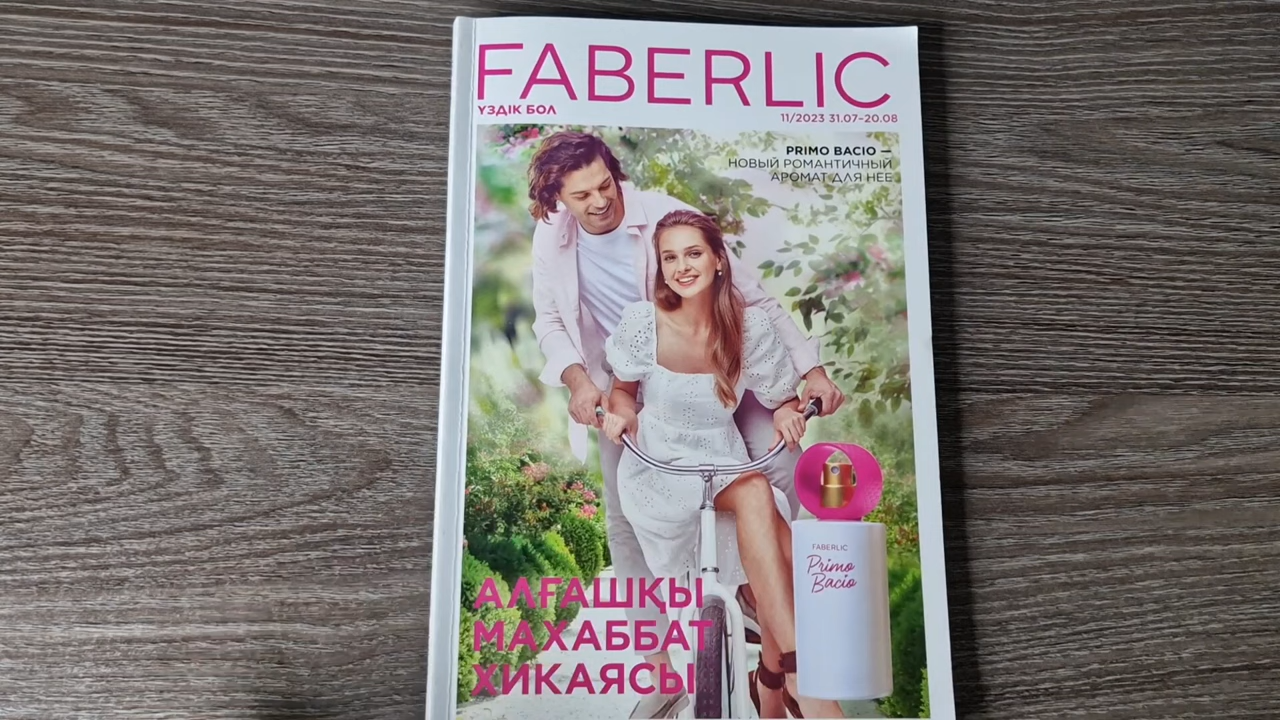 FABERLIC
ҮЗДІК БОЛ
11/2023 31.07–20.08
PRIMO BACIO —
НОВЫЙ РОМАНТИЧНЫЙ
АРОМАТ ДЛЯ НЕЕ
FABERLIC
Primo
Bacio
АЛҒАШҚЫ
МАХАББАТ
ХИКАЯСЫ